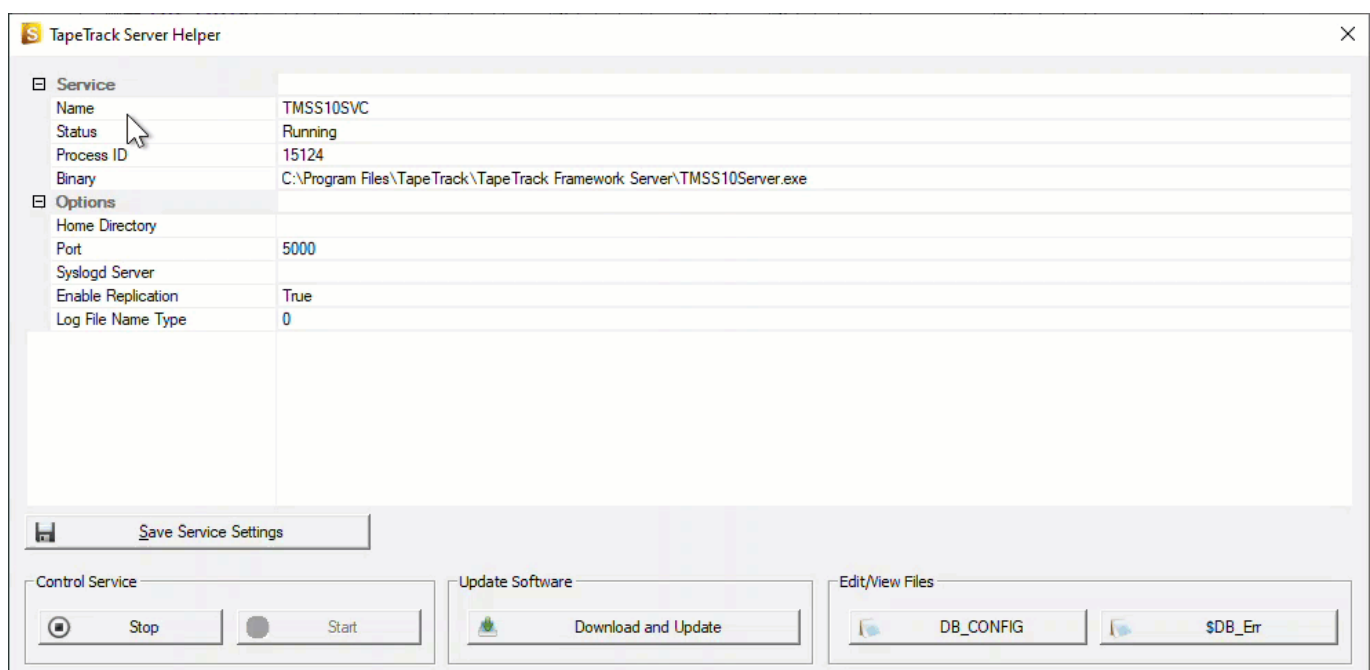 TapeTrack Server Helper
Service
Name TMSS10SVC
Status Running
Process ID 15124
Binary C:\Program Files\TapeTrack\TapeTrack Framework Server\TMSS10Server.exe
Options
Home Directory
Port 5000
Syslogd Server
Enable Replication True
Log File Name Type 0
Save Service Settings
Control Service Update Software Edit/View Files
Stop Start Download and Update DB_CONFIG $DB_Err